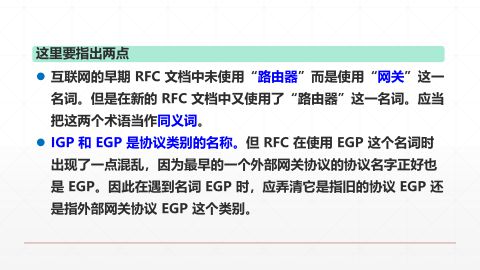 这里要指出两点
互联网的早期 RFC 文档中未使用“路由器”而是使用“网关”这一
名词。但是在新的 RFC 文档中又使用了“路由器”这一名词。应当
把这两个术语当作同义词。
IGP 和 EGP 是协议类别的名称。但 RFC 在使用 EGP 这个名词时
出现了一点混乱，因为最早的一个外部网关协议的协议名字正好也
是 EGP。因此在遇到名词 EGP 时，应弄清它是指旧的协议 EGP 还
是指外部网关协议 EGP 这个类别。